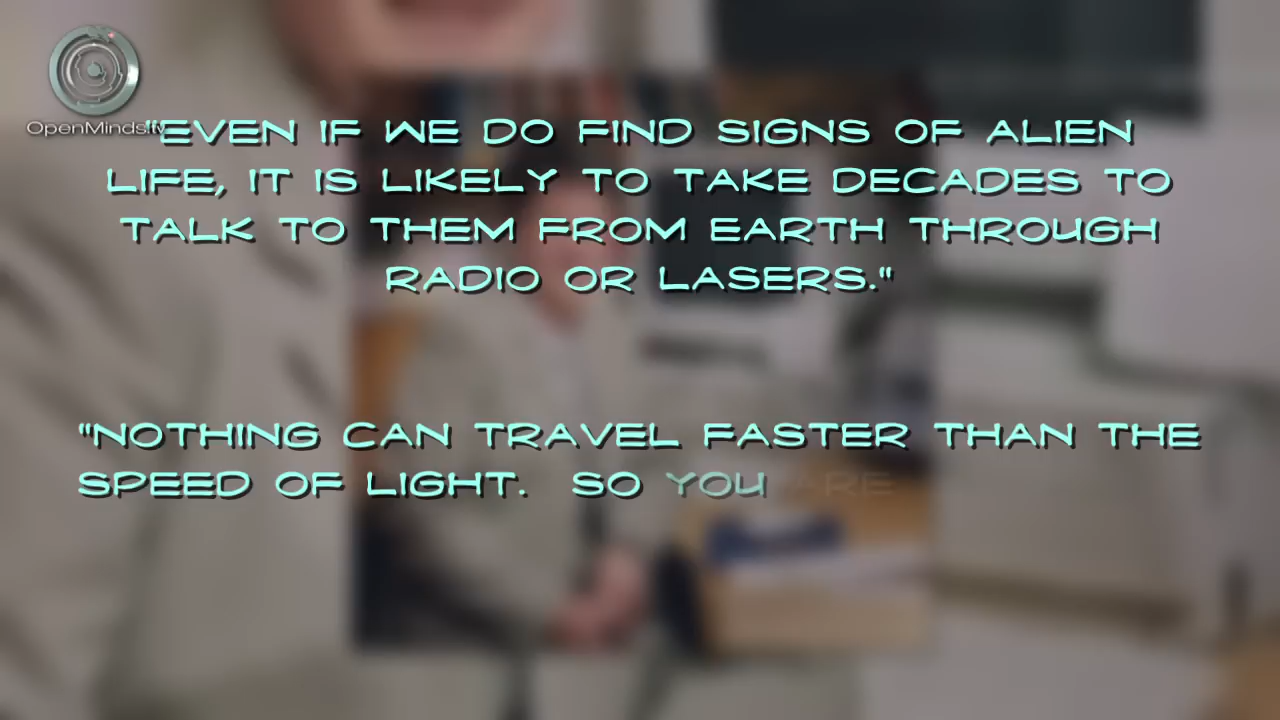 OpenMinds.tv
"EVEN IF WE DO FIND SIGNS OF ALIEN
LIFE, IT IS LIKELY TO TAKE DECADES TO
TALK TO THEM FROM EARTH THROUGH
RADIO OR LASERS."
"NOTHING CAN TRAVEL FASTER THAN THE
SPEED OF LIGHT. SO YOU ARE